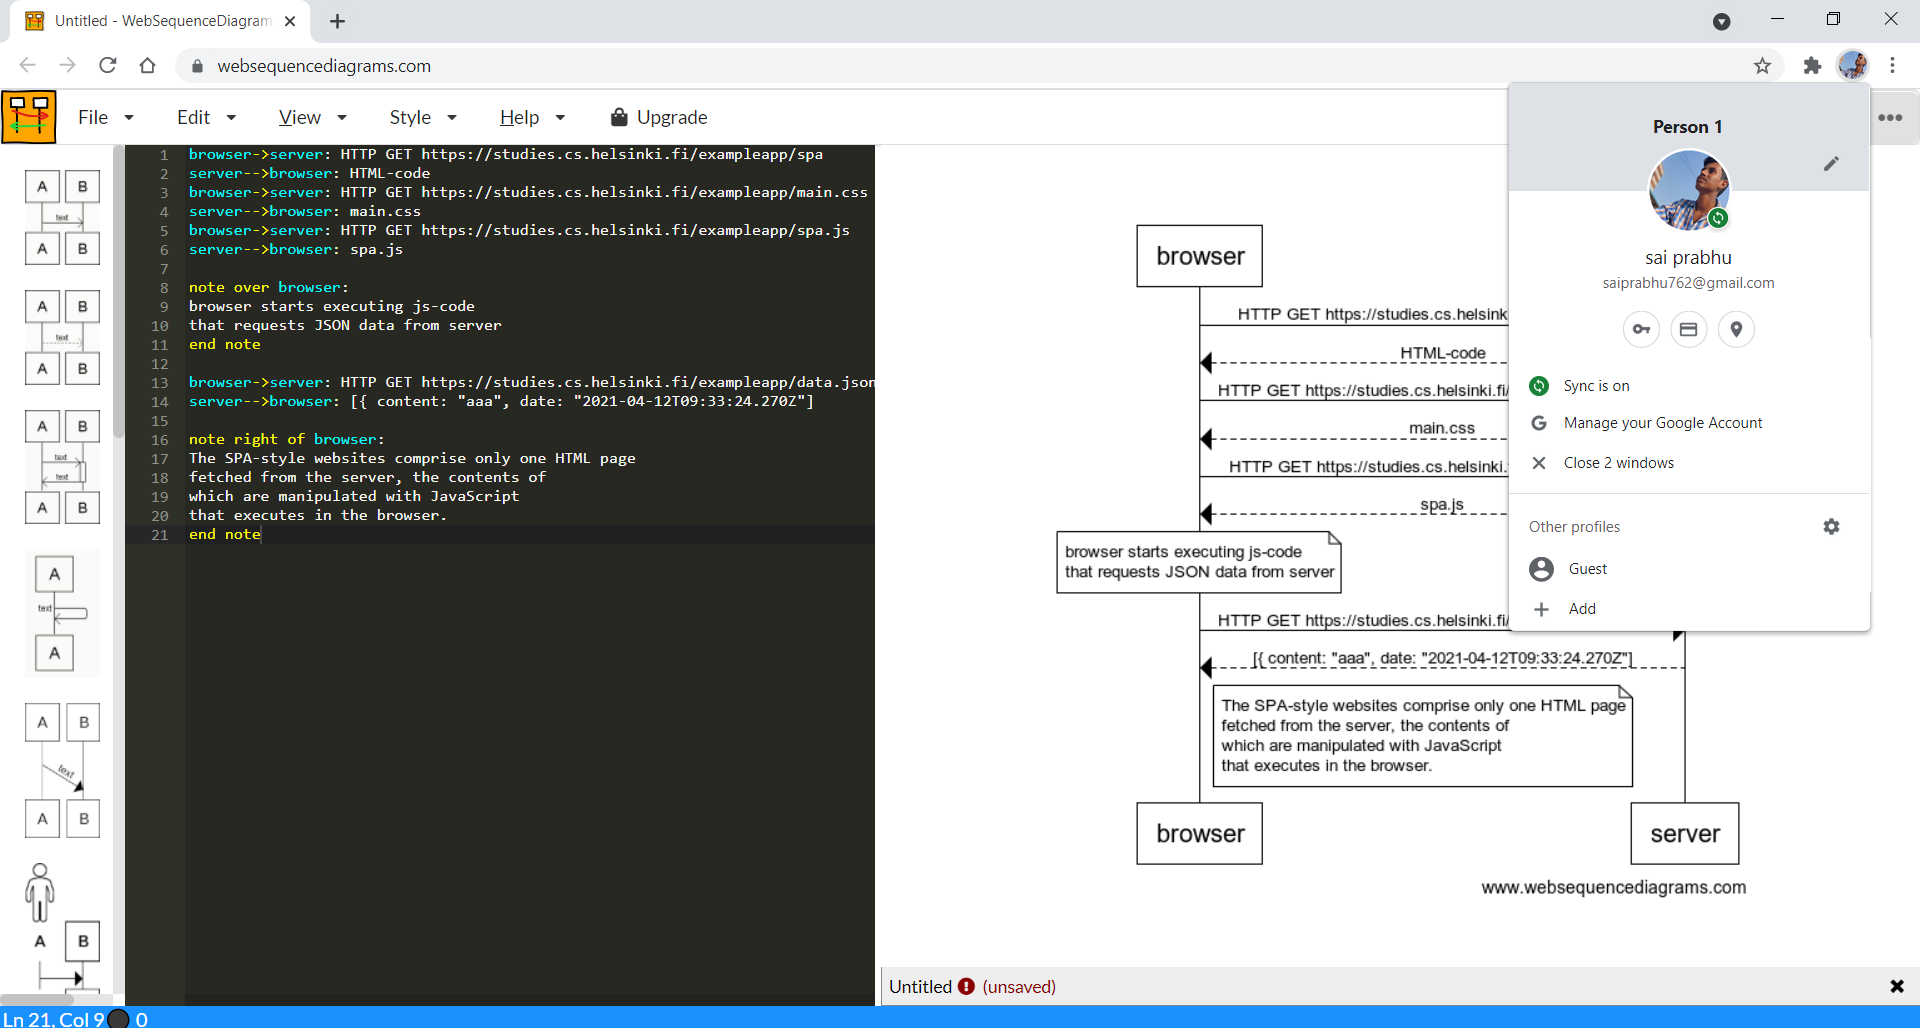 Untitled - WebSequenceDiagram
websequencediagrams.com
File
Edit
View
Style
Help
Upgrade
A B
text
A B
A B
text
A B
A B
text
text
A B
A
text
A
A B
text
A B
A B
1 browser->server: HTTP GET https://studies.cs.helsinki.fi/exampleapp/spa
2 server-->browser: HTML-code
3 browser->server: HTTP GET https://studies.cs.helsinki.fi/exampleapp/main.css
4 server-->browser: main.css
5 browser->server: HTTP GET https://studies.cs.helsinki.fi/exampleapp/spa.js
6 server-->browser: spa.js
7
8 note over browser:
9 browser starts executing js-code
10 that requests JSON data from server
11 end note
12
13 browser->server: HTTP GET https://studies.cs.helsinki.fi/exampleapp/data.json
14 server-->browser: [{ content: "aaa", date: "2021-04-12T09:33:24.270Z"]
15
16 note right of browser:
17 The SPA-style websites comprise only one HTML page
18 fetched from the server, the contents of
19 which are manipulated with JavaScript
20 that executes in the browser.
21 end note
browser
HTTP GET https://studies.cs.helsink
HTML-code
HTTP GET https://studies.cs.helsinki.fi/
main.css
HTTP GET https://studies.cs.helsinki.
spa.js
browser starts executing js-code
that requests JSON data from server
HTTP GET https://studies.cs.helsinki.fi/
[{ content: "aaa", date: "2021-04-12T09:33:24.270Z"]
The SPA-style websites comprise only one HTML page
fetched from the server, the contents of
which are manipulated with JavaScript
that executes in the browser.
browser
server
www.websequencediagrams.com
Person 1
sai prabhu
saiprabhu762@gmail.com
Sync is on
Manage your Google Account
Close 2 windows
Other profiles
Guest
Add
Untitled (unsaved)
Ln 21, Col 9 0